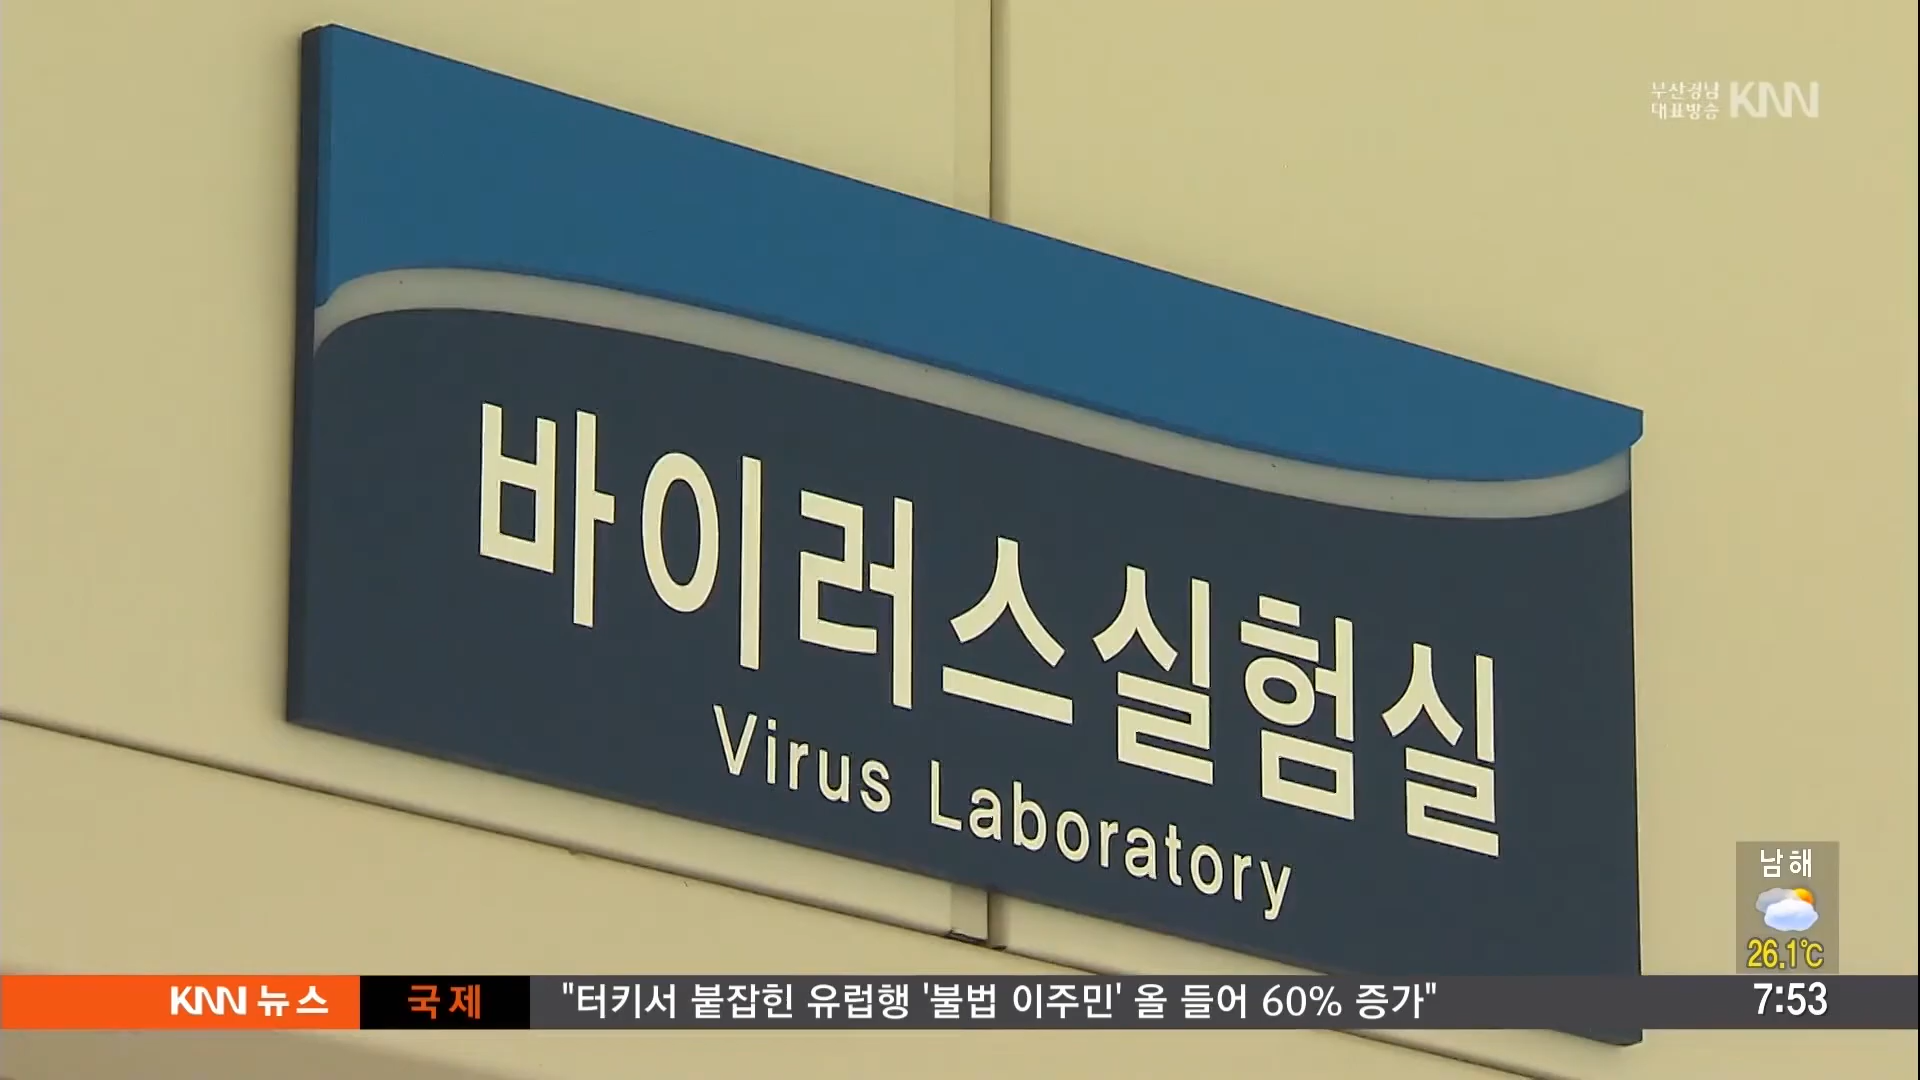 부산경남
대표방송 KNN
바이러스실험실
Virus Laboratory
남해
26.1℃
KNN 뉴스 국제 "터키서 붙잡힌 유럽행 '불법 이주민' 올 들어 60% 증가" 7:53